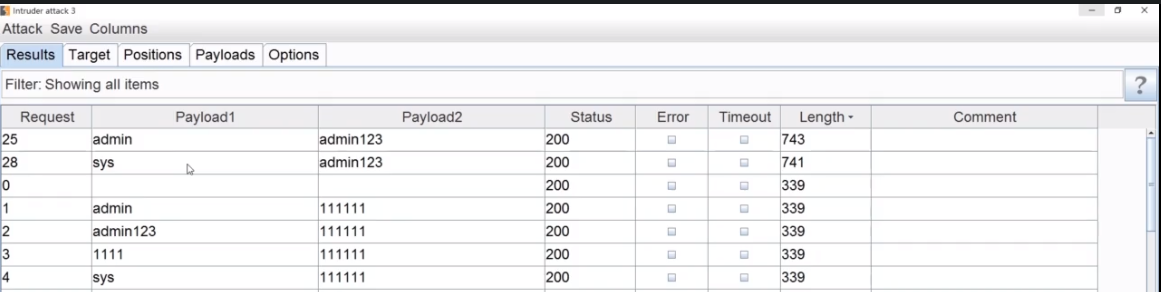 Intruder attack 3
Attack Save Columns
Results Target Positions Payloads Options
Filter: Showing all items
?
Request Payload1 Payload2 Status Error Timeout Length Comment
25 admin admin123 200 743
28 sys admin123 200 741
0 200 339
1 admin 111111 200 339
2 admin123 111111 200 339
3 1111 111111 200 339
4 sys 111111 200 339